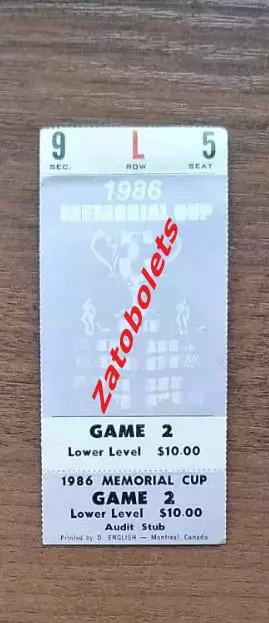 9 L 5
SEC. ROW SEAT
1986
MEMORIAL CUP
Zatobolets
GAME 2
Lower Level $10.00
1986 MEMORIAL CUP
GAME 2
Lower Level $10.00
Audit Stub
Printed by D. ENGLISH — Montreal, Canada